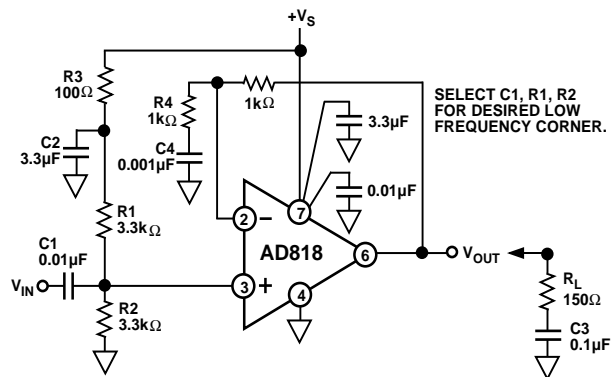 +VS
R3
100Ω
R4
1kΩ
1kΩ
SELECT C1, R1, R2
FOR DESIRED LOW
FREQUENCY CORNER.
C2
3.3µF
C4
0.001µF
3.3µF
0.01µF
R1
3.3kΩ
2
–
7
AD818
6
VOUT
C1
0.01µF
VIN
3
+
4
R2
3.3kΩ
RL
150Ω
C3
0.1µF